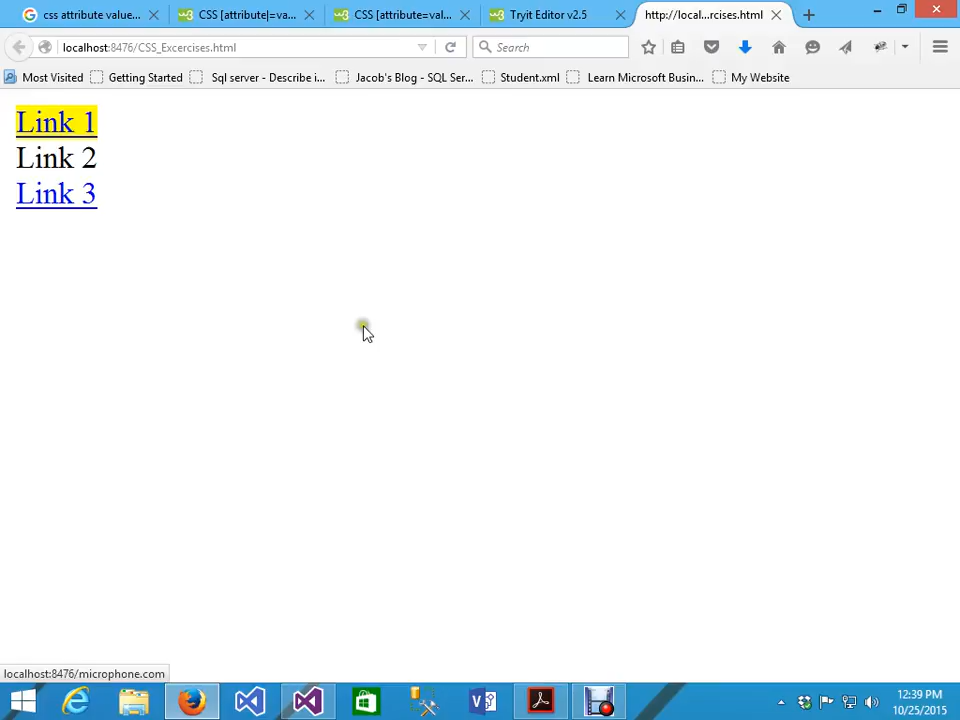 css attribute value...
CSS [attribute|=va...
CSS [attribute=val...
Tryit Editor v2.5
http://local...rcises.html
localhost:8476/CSS_Excercises.html
Search
Most Visited
Getting Started
Sql server - Describe i...
Jacob's Blog - SQL Ser...
Student.xml
Learn Microsoft Busin...
My Website
Link 1
Link 2
Link 3
localhost:8476/microphone.com
12:39 PM
10/25/2015